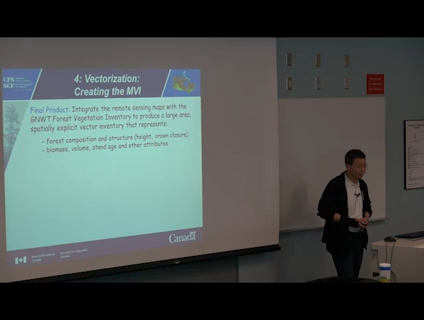 CFS
SCF
4: Vectorization:
Creating the MVI
Final Product: Integrate the remote sensing maps with the
GNWT Forest Vegetation Inventory to produce a large area,
spatially explicit vector inventory that represents:
- forest composition and structure (height, crown closure)
- biomass, volume, stand age and other attributes
Canada